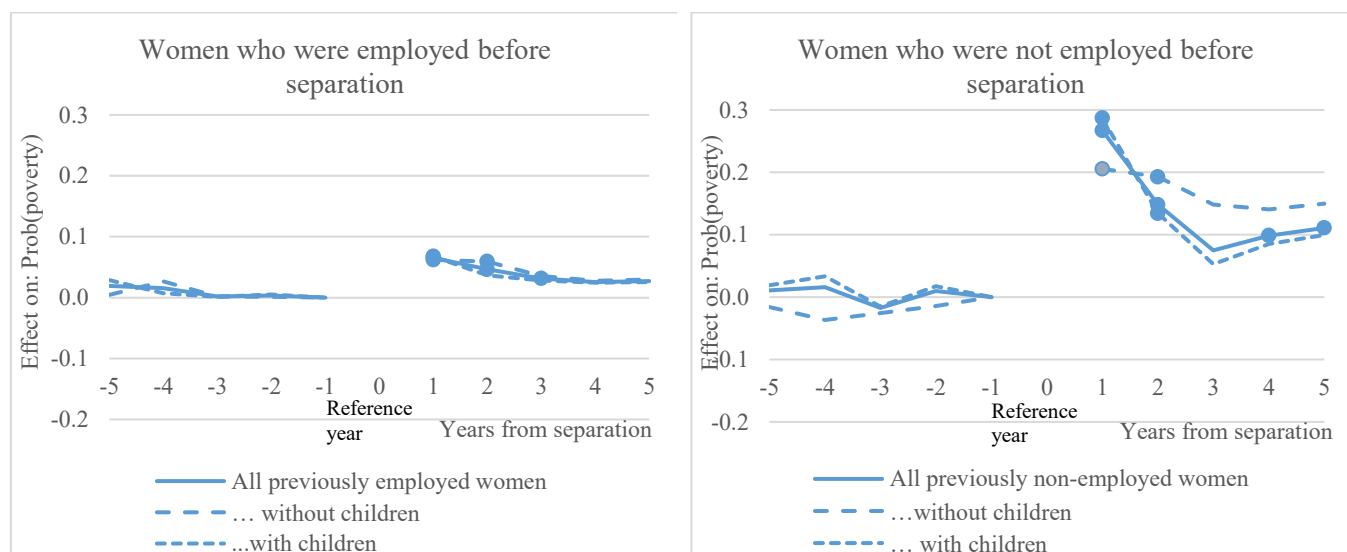 Women who were employed before
separation
Effect on: Prob(poverty)
0.3
0.2
0.1
0.0
-0.1
-0.2
-5 -4 -3 -2 -1 0 1 2 3 4 5
Reference
year
Years from separation
All previously employed women
… without children
...with children
Women who were not employed before
separation
Effect on: Prob(poverty)
0.3
0.2
0.1
0.0
-0.1
-0.2
-5 -4 -3 -2 -1 0 1 2 3 4 5
Reference
year
Years from separation
All previously non-employed women
…without children
… with children